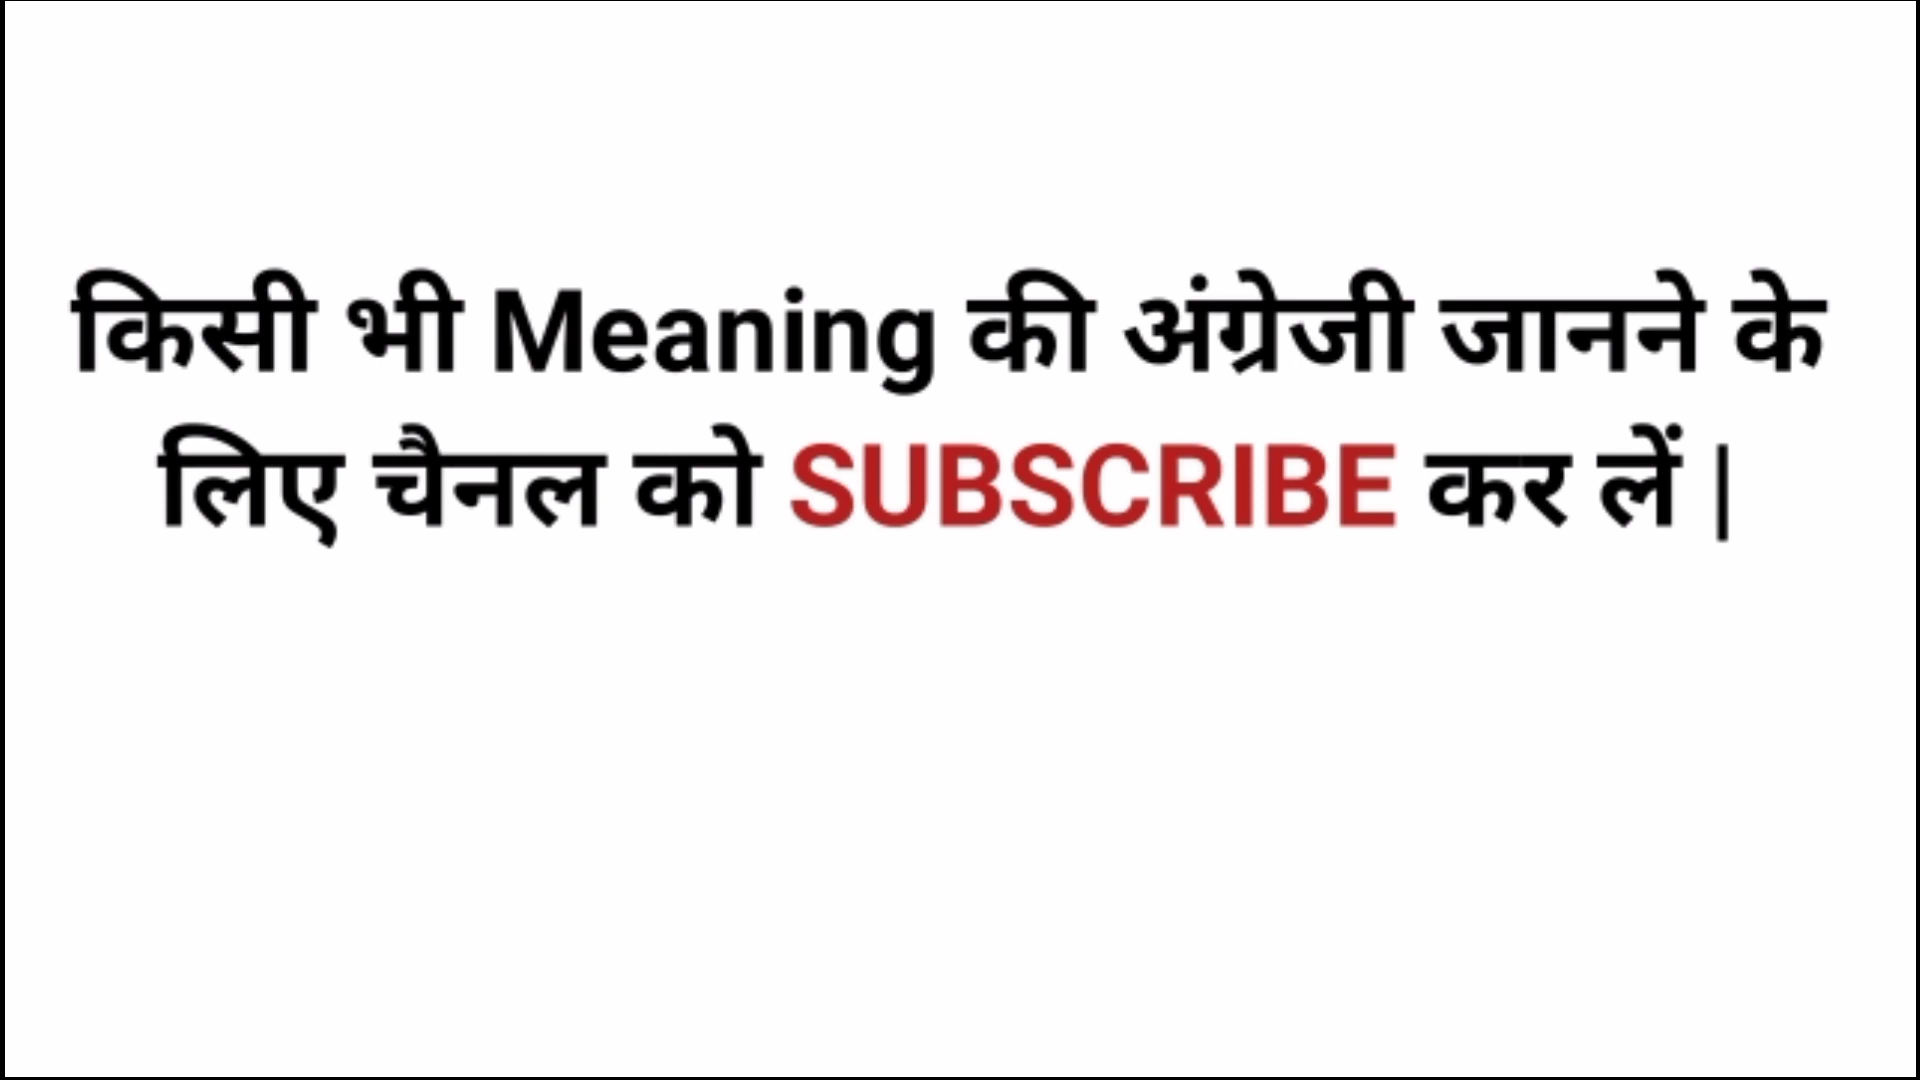 किसी भी Meaning की अंग्रेजी जानने के
लिए चैनल को SUBSCRIBE कर लें |